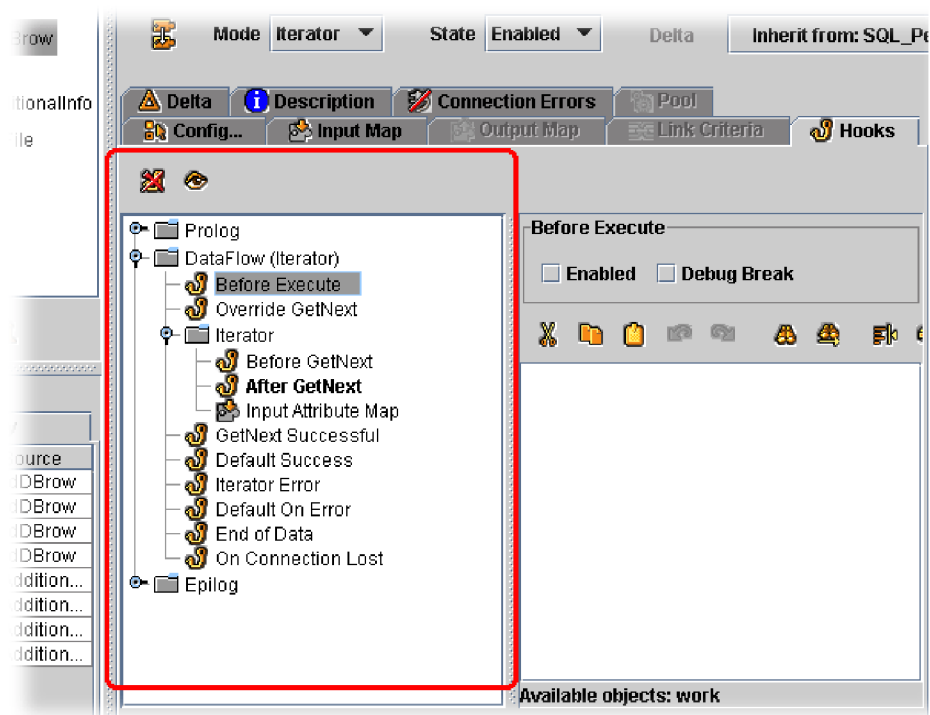 Brow
Mode Iterator State Enabled Delta Inherit from: SQL_Pe
itionalInfo
Delta Description Connection Errors Pool
ile
Config... Input Map Output Map Link Criteria Hooks
Prolog
DataFlow (Iterator)
Before Execute
Override GetNext
Iterator
Before GetNext
After GetNext
Input Attribute Map
GetNext Successful
Default Success
Iterator Error
Default On Error
End of Data
On Connection Lost
Epilog
Before Execute
Enabled Debug Break
Available objects: work
ource
DBrow
DBrow
DBrow
DBrow
ddition...
ddition...
ddition...
ddition...